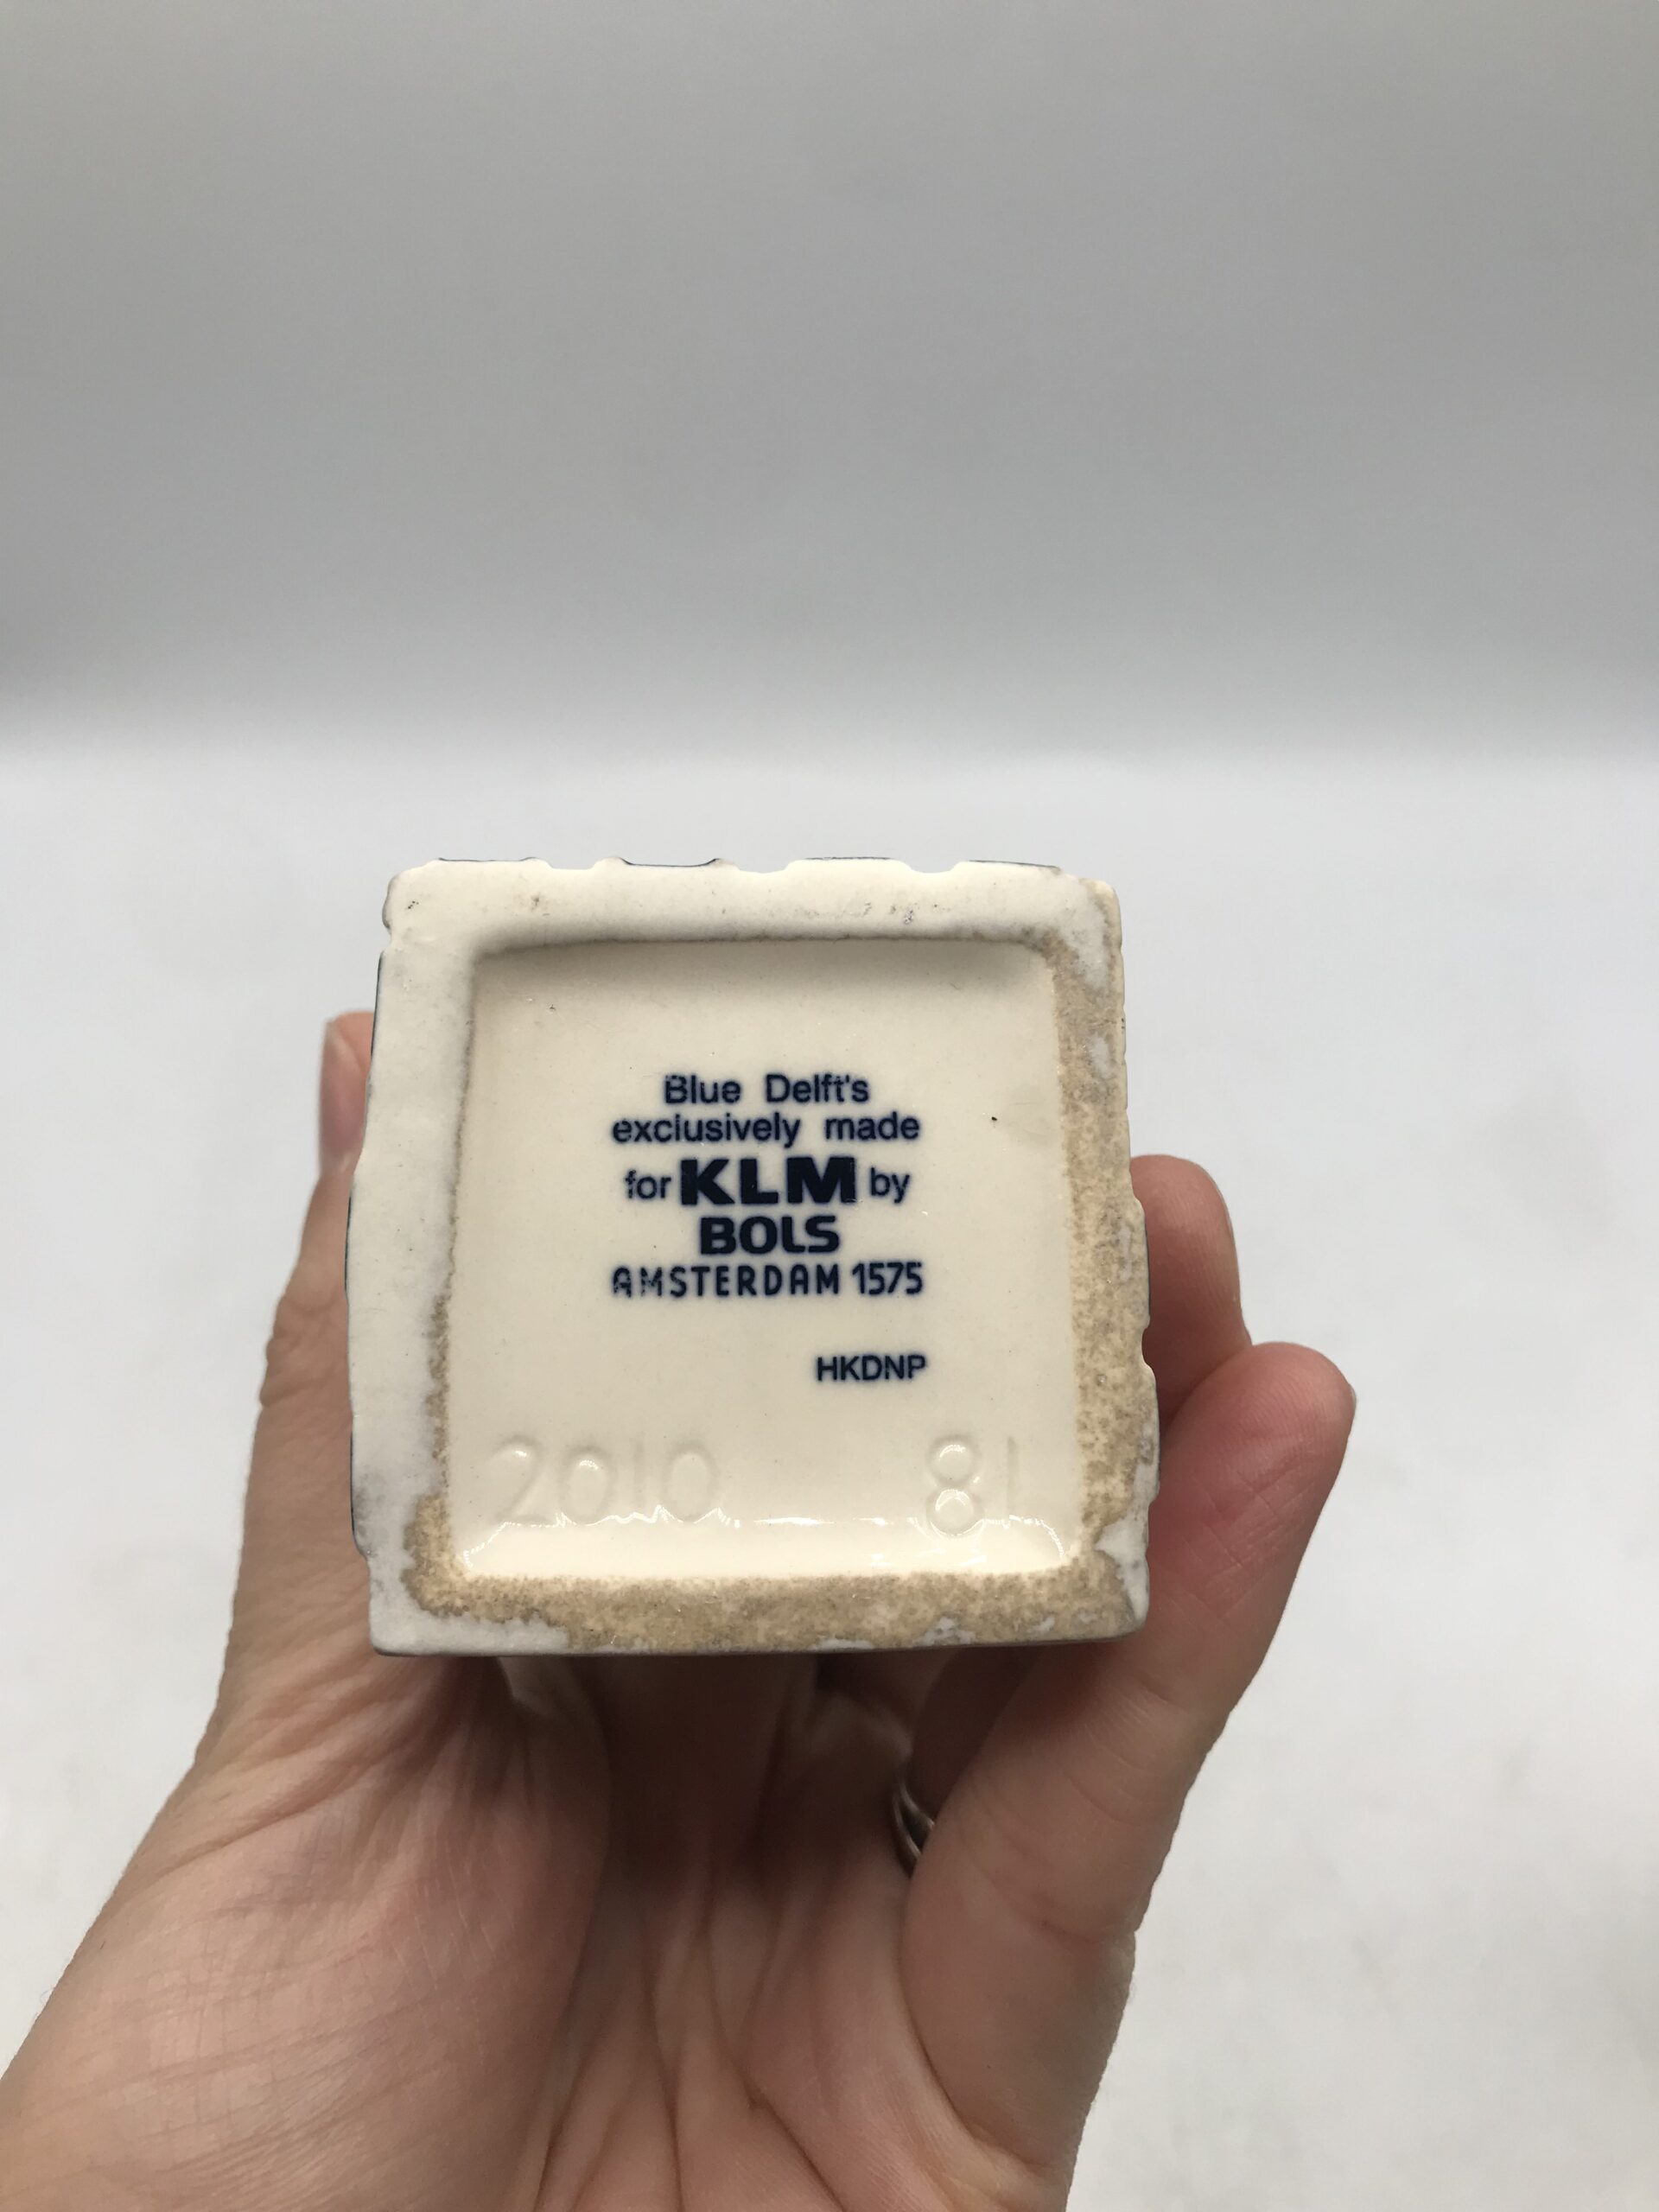 Blue Delft's
exclusively made
for KLM by
BOLS
AMSTERDAM 1575
HKDNP
2010 81